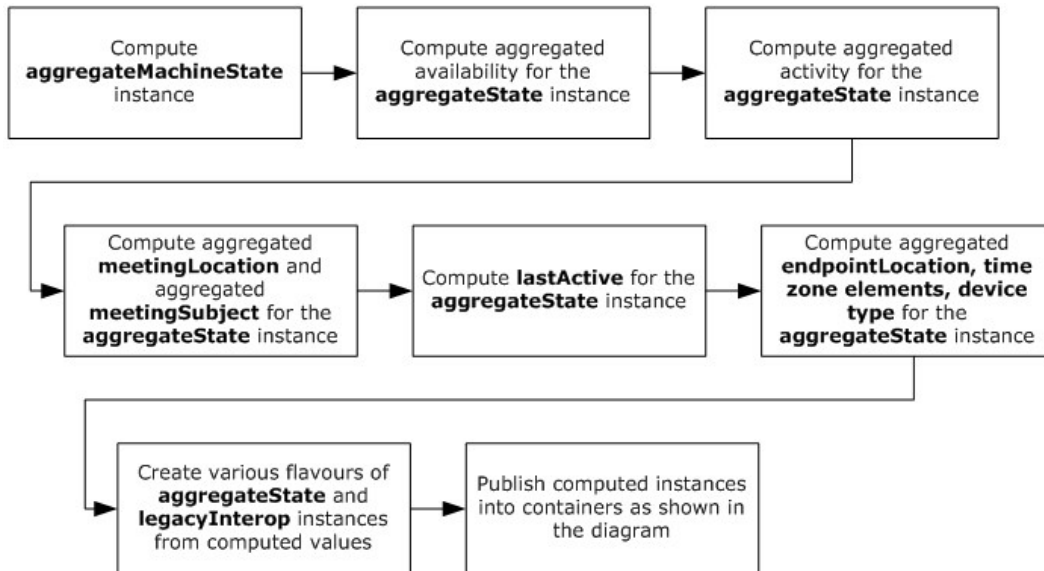 Compute
aggregateMachineState
instance
Compute aggregated
availability for the
aggregateState instance
Compute aggregated
activity for the
aggregateState instance
Compute aggregated
meetingLocation and
aggregated
meetingSubject for the
aggregateState instance
Compute lastActive for the
aggregateState instance
Compute aggregated
endpointLocation, time
zone elements, device
type for the
aggregateState instance
Create various flavours of
aggregateState and
legacyInterop instances
from computed values
Publish computed instances
into containers as shown in
the diagram